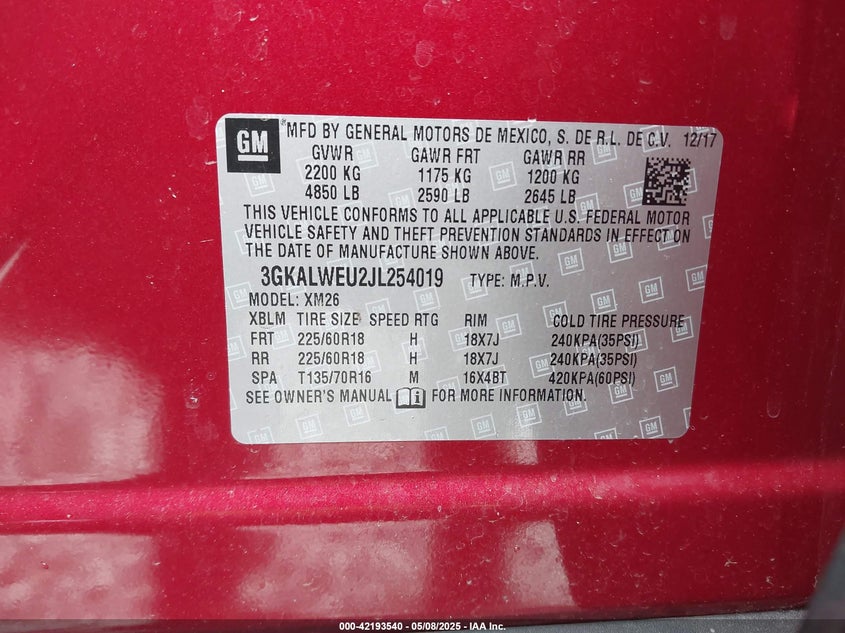 GM
® MFD BY GENERAL MOTORS DE MEXICO, S. DE R.L. DE C.V. 12/17
GVWR GAWR FRT GAWR RR
2200 KG 1175 KG 1200 KG
4850 LB 2590 LB 2645 LB
THIS VEHICLE CONFORMS TO ALL APPLICABLE U.S. FEDERAL MOTOR
VEHICLE SAFETY AND THEFT PREVENTION STANDARDS IN EFFECT ON
THE DATE OF MANUFACTURE SHOWN ABOVE.
3GKALWEU2JL254019 TYPE: M.P.V.
MODEL: XM26
XBLM TIRE SIZE SPEED RTG RIM COLD TIRE PRESSURE
FRT 225/60R18 H 18X7J 240KPA(35PSI)
RR 225/60R18 H 18X7J 240KPA(35PSI)
SPA T135/70R16 M 16X4BT 420KPA(60PSI)
SEE OWNER'S MANUAL FOR MORE INFORMATION.
000-42193540 - 05/08/2025 - IAA Inc.